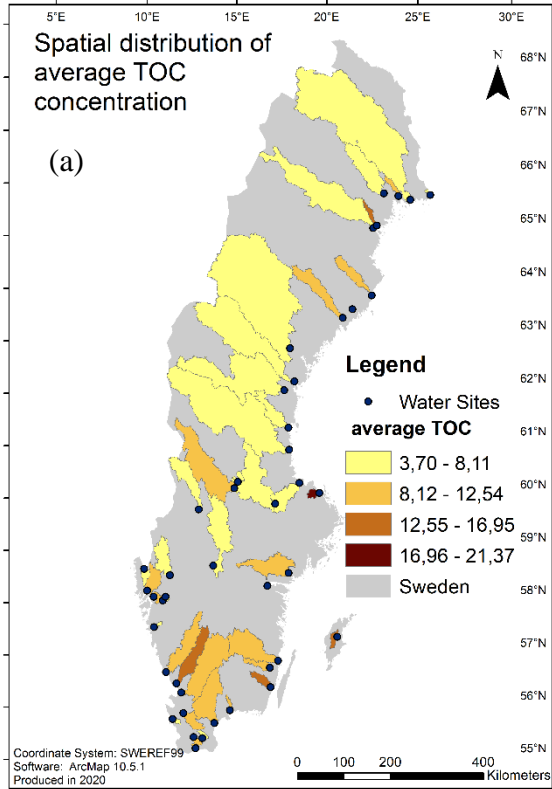 5°E 10°E 15°E 20°E 25°E 30°E
Spatial distribution of
average TOC
concentration
N
(a)
68°N
67°N
66°N
65°N
64°N
63°N
62°N
61°N
60°N
59°N
58°N
57°N
56°N
55°N
Legend
Water Sites
average TOC
3,70 - 8,11
8,12 - 12,54
12,55 - 16,95
16,96 - 21,37
Sweden
Coordinate System: SWEREF99
Software: ArcMap 10.5.1
Produced in 2020
0 100 200 400
Kilometers